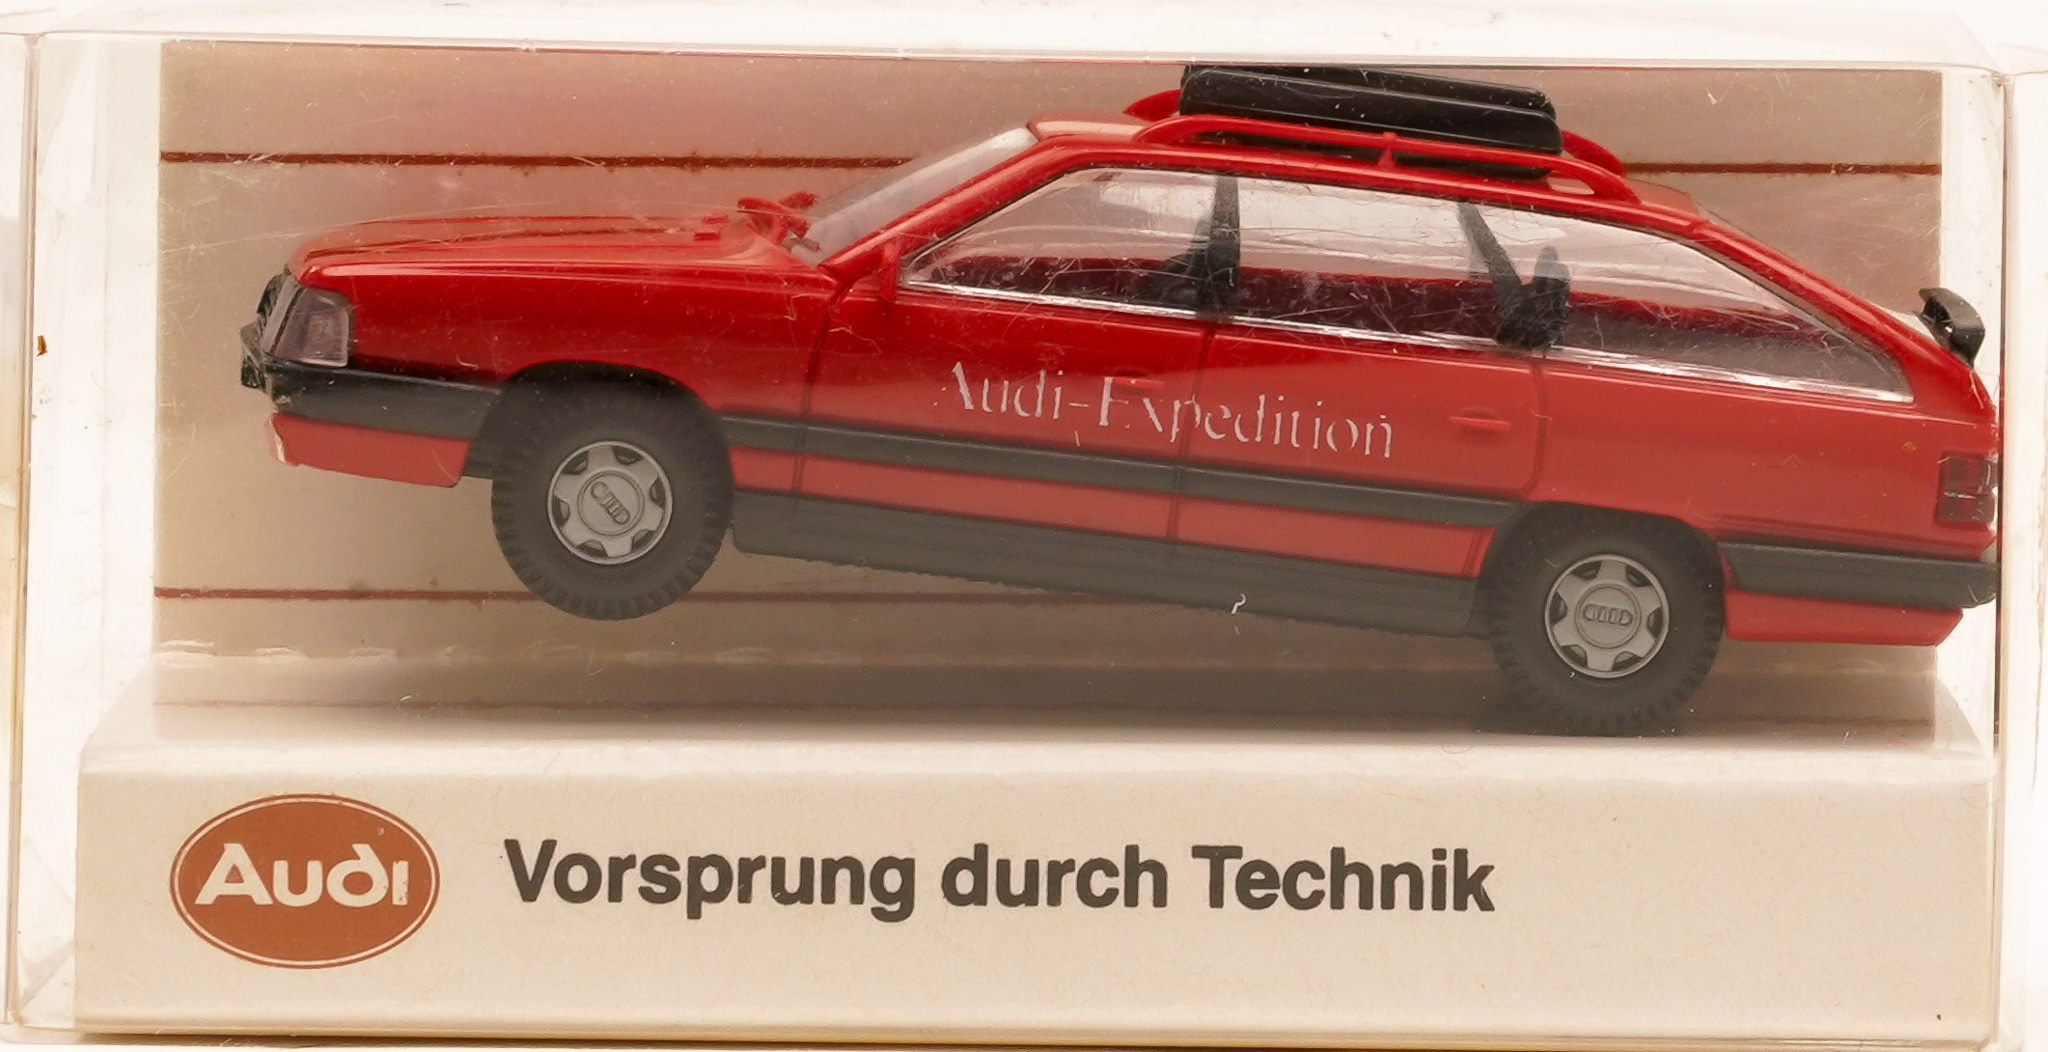 Audi-Expedition
Audi
Vorsprung durch Technik